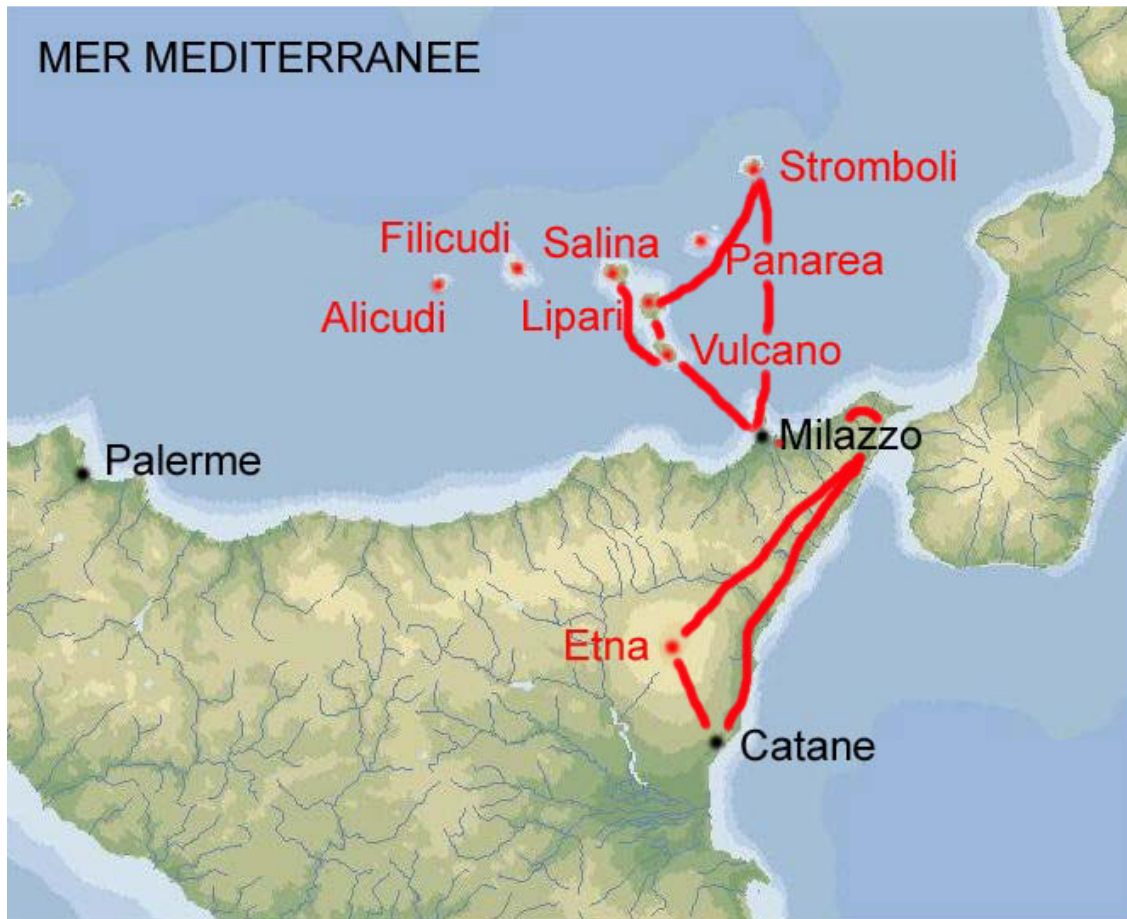 MER MEDITERRANEE
Stromboli
Filicudi
Salina
Panarea
Alicudi
Lipari
Vulcano
Milazzo
Palerme
Etna
Catane